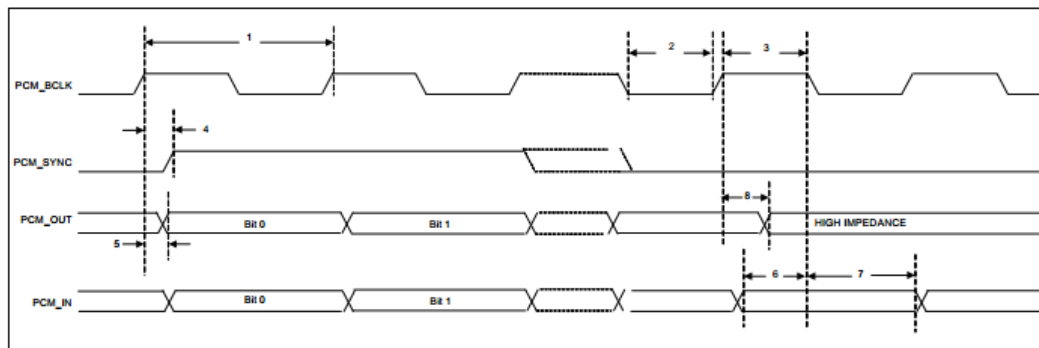 1
2
3
PCM_BCLK
4
PCM_SYNC
8
PCM_OUT
Bit 0
Bit 1
HIGH IMPEDANCE
5
6
7
PCM_IN
Bit 0
Bit 1